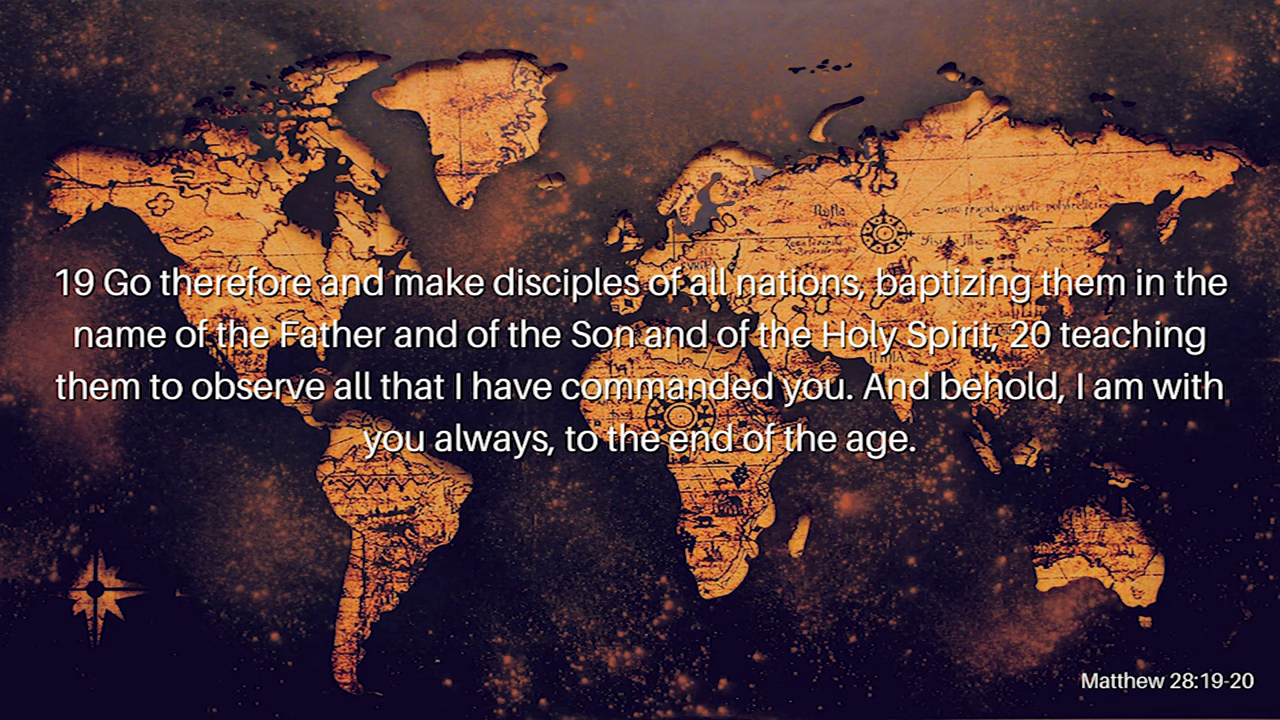 19 Go therefore and make disciples of all nations, baptizing them in the
name of the Father and of the Son and of the Holy Spirit, 20 teaching
them to observe all that I have commanded you. And behold, I am with
you always, to the end of the age.
Matthew 28:19-20